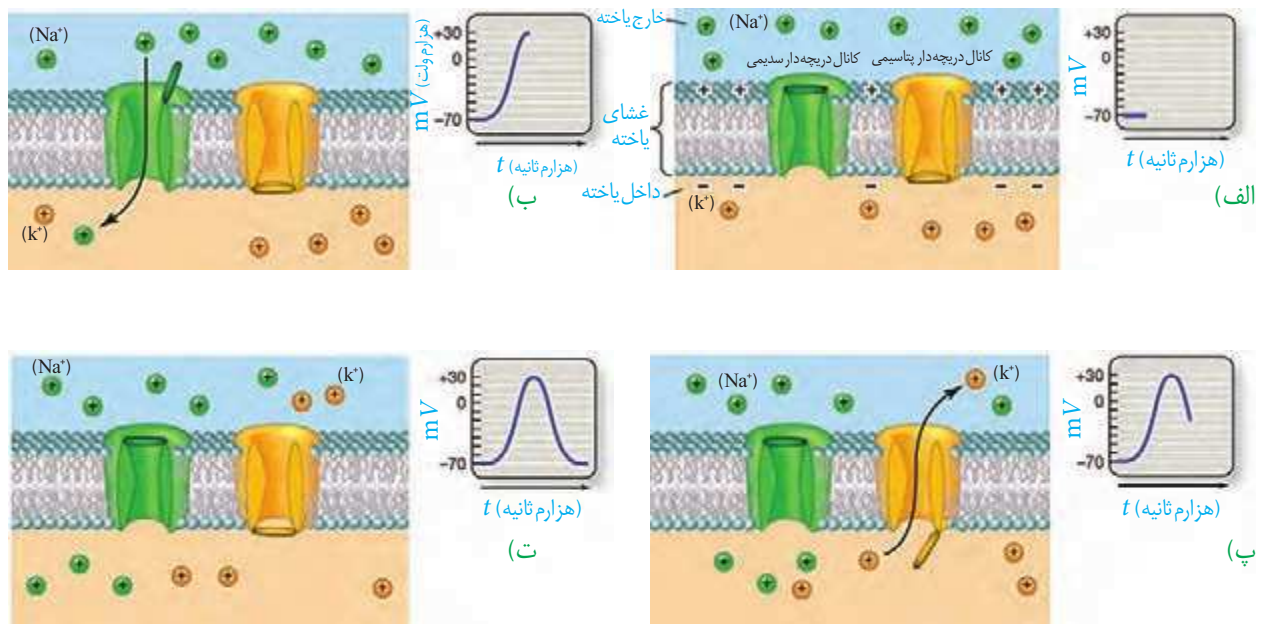 خارج یاخته
(Na⁺)
کانال دریچه‌دار سدیمی
کانال دریچه‌دار پتاسیمی
غشای
یاخته
داخل یاخته
(k⁺)
+ + + + +
- - - - -
mV
+30
0
-70
t (هزارم ثانیه)
الف)
(Na⁺)
(k⁺)
mV (هزارم ولت)
+30
0
-70
t (هزارم ثانیه)
ب)
(Na⁺)
(k⁺)
mV
+30
0
-70
t (هزارم ثانیه)
پ)
(Na⁺)
(k⁺)
mV
+30
0
-70
t (هزارم ثانیه)
ت)